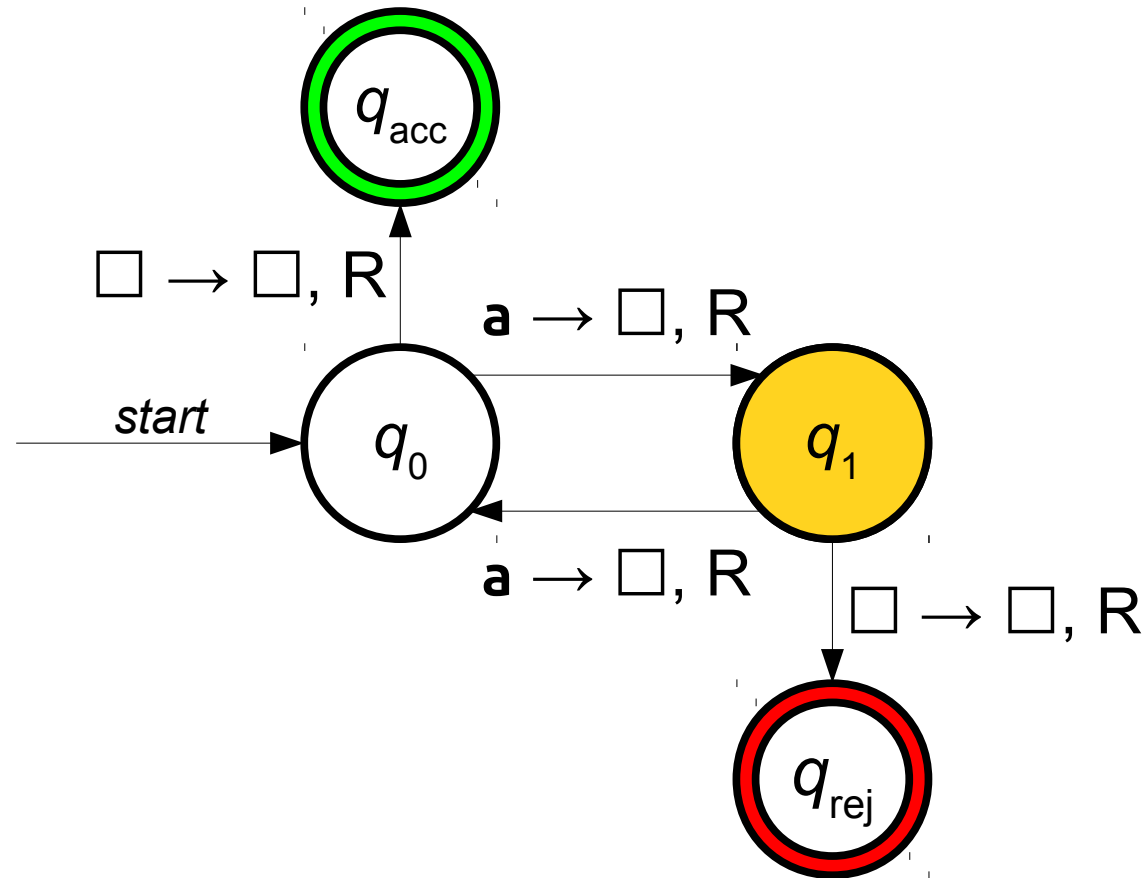 q_acc
□ → □, R
a → □, R
start
q_0
q_1
a → □, R
□ → □, R
q_rej